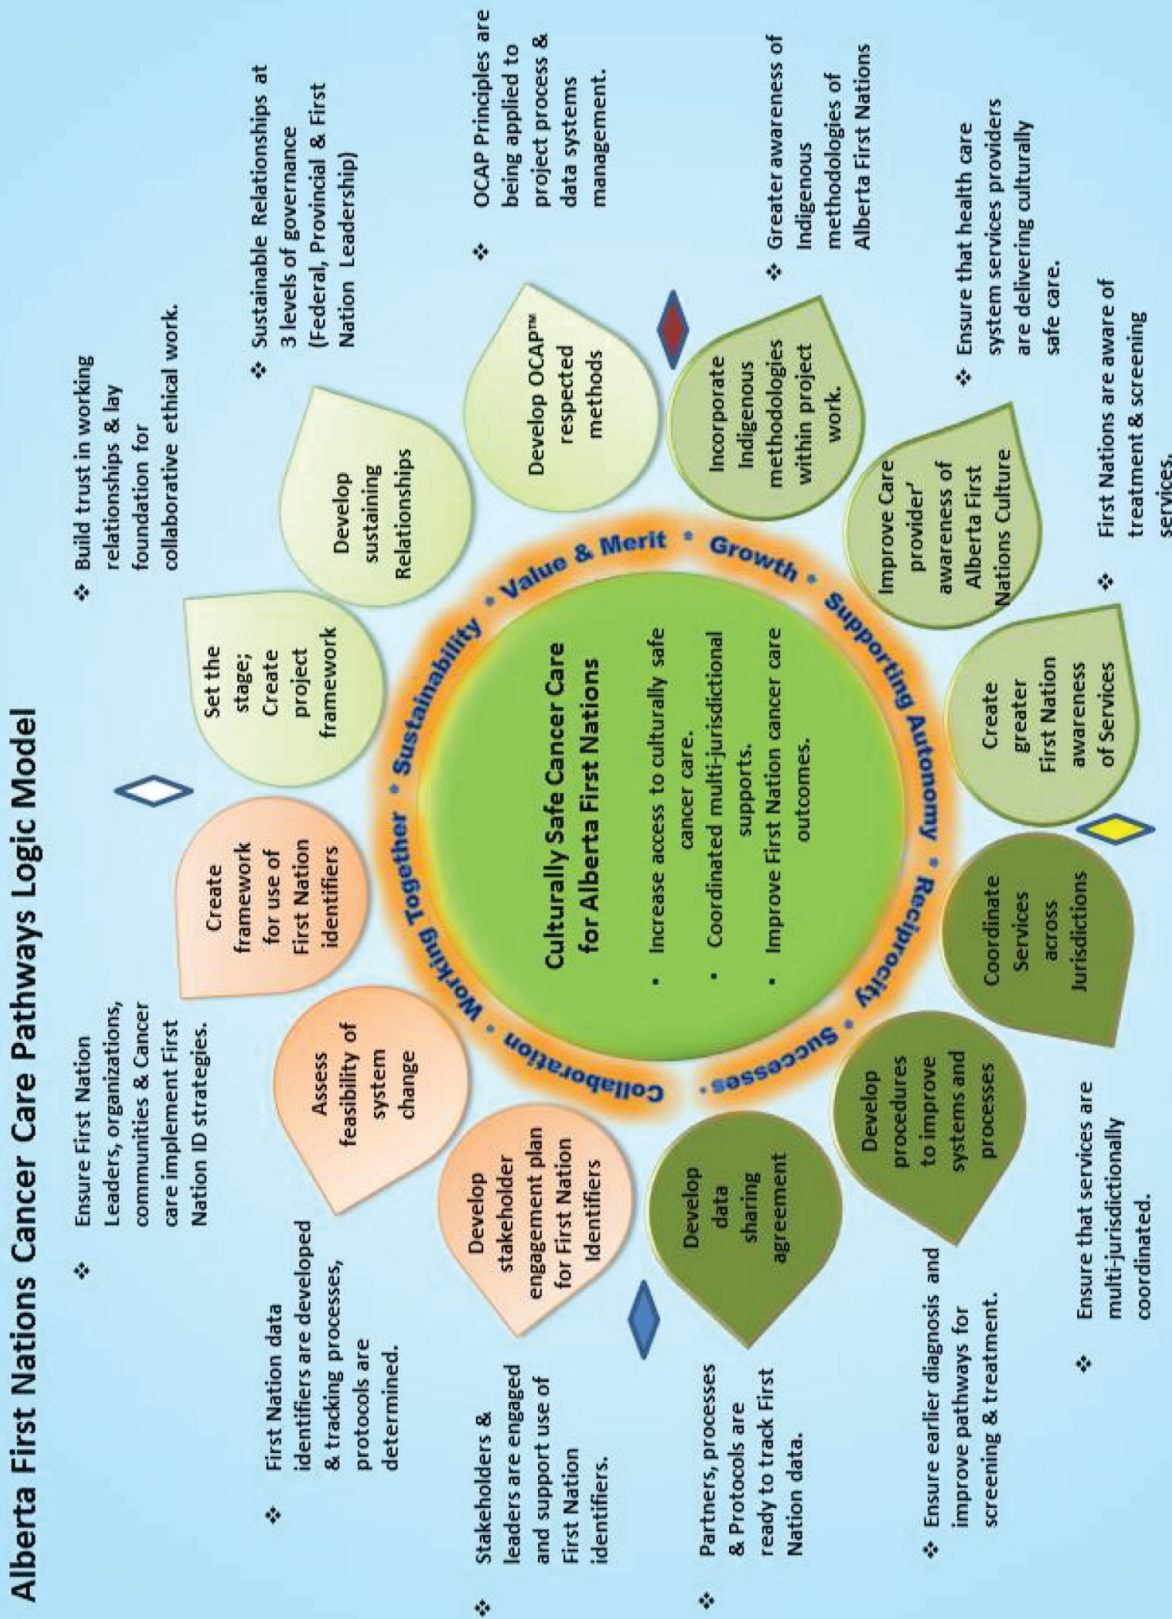 Alberta First Nations Cancer Care Pathways Logic Model
❖ Ensure First Nation
Leaders, organizations,
communities & Cancer
care implement First
Nation ID strategies.
❖ Build trust in working
relationships & lay
foundation for
collaborative ethical work.
❖ First Nation data
identifiers are developed
& tracking processes,
protocols are
determined.
❖ Sustainable Relationships at
3 levels of governance
(Federal, Provincial & First
Nation Leadership)
❖ Stakeholders &
leaders are engaged
and support use of
First Nation
identifiers.
❖ OCAP Principles are
being applied to
project process &
data systems
management.
❖ Partners, processes
& Protocols are
ready to track First
Nation data.
❖ Greater awareness of
Indigenous
methodologies of
Alberta First Nations
❖ Ensure earlier diagnosis and
improve pathways for
screening & treatment.
❖ Ensure that health care
system services providers
are delivering culturally
safe care.
❖ Ensure that services are
multi-jurisdictionally
coordinated.
❖ First Nations are aware of
treatment & screening
services.
Create
framework
for use of
First Nation
identifiers
Set the
stage;
Create
project
framework
Assess
feasibility of
system
change
Develop
sustaining
Relationships
Develop
stakeholder
engagement plan
for First Nation
Identifiers
Develop OCAP™
respected
methods
Develop
data
sharing
agreement
Incorporate
Indigenous
methodologies
within project
work.
Develop
procedures
to improve
systems and
processes
Improve Care
provider'
awareness of
Alberta First
Nations Culture
Coordinate
Services
across
Jurisdictions
Create
greater
First Nation
awareness
of Services
Collaboration * Working Together * Sustainability * Value & Merit * Growth * Supporting Autonomy * Reciprocity * Successes *
Culturally Safe Cancer Care
for Alberta First Nations
• Increase access to culturally safe
cancer care.
• Coordinated multi-jurisdictional
supports.
• Improve First Nation cancer care
outcomes.